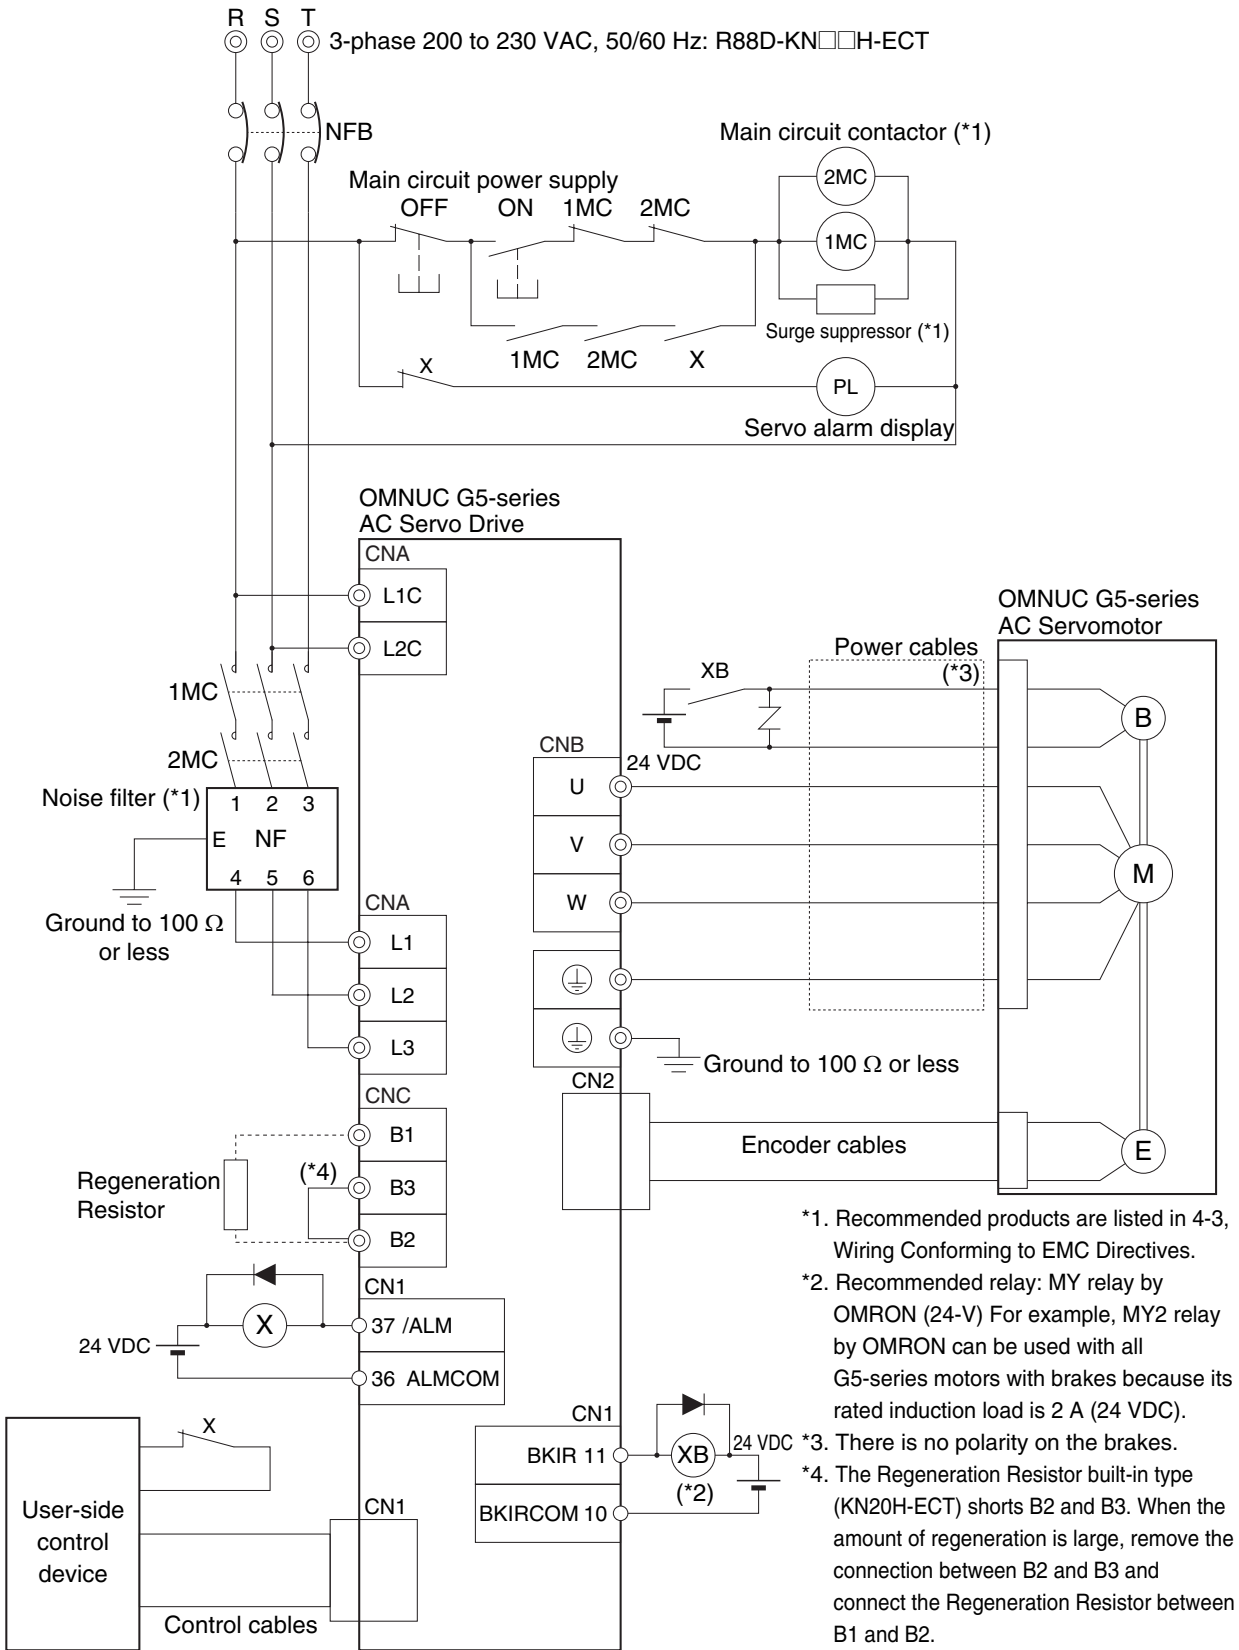 R S T
3-phase 200 to 230 VAC, 50/60 Hz: R88D-KN□□H-ECT
NFB
Main circuit contactor (*1)
2MC
Main circuit power supply
OFF ON 1MC 2MC
1MC
Surge suppressor (*1)
1MC 2MC X
X
PL
Servo alarm display
OMNUC G5-series
AC Servo Drive
CNA
L1C
L2C
OMNUC G5-series
AC Servomotor
Power cables
(*3)
XB
B
1MC
2MC
24 VDC
CNB
U
V
W
M
Noise filter (*1)
1 2 3
E NF
4 5 6
Ground to 100 Ω
or less
CNA
L1
L2
L3
Ground to 100 Ω or less
CN2
Encoder cables
E
CNC
B1
B3
B2
(*4)
Regeneration
Resistor
CN1
X
24 VDC
37 /ALM
36 ALMCOM
CN1
BKIR 11
BKIRCOM 10
XB
(*2)
24 VDC
X
User-side
control
device
CN1
Control cables
*1. Recommended products are listed in 4-3,
Wiring Conforming to EMC Directives.
*2. Recommended relay: MY relay by
OMRON (24-V) For example, MY2 relay
by OMRON can be used with all
G5-series motors with brakes because its
rated induction load is 2 A (24 VDC).
*3. There is no polarity on the brakes.
*4. The Regeneration Resistor built-in type
(KN20H-ECT) shorts B2 and B3. When the
amount of regeneration is large, remove the
connection between B2 and B3 and
connect the Regeneration Resistor between
B1 and B2.